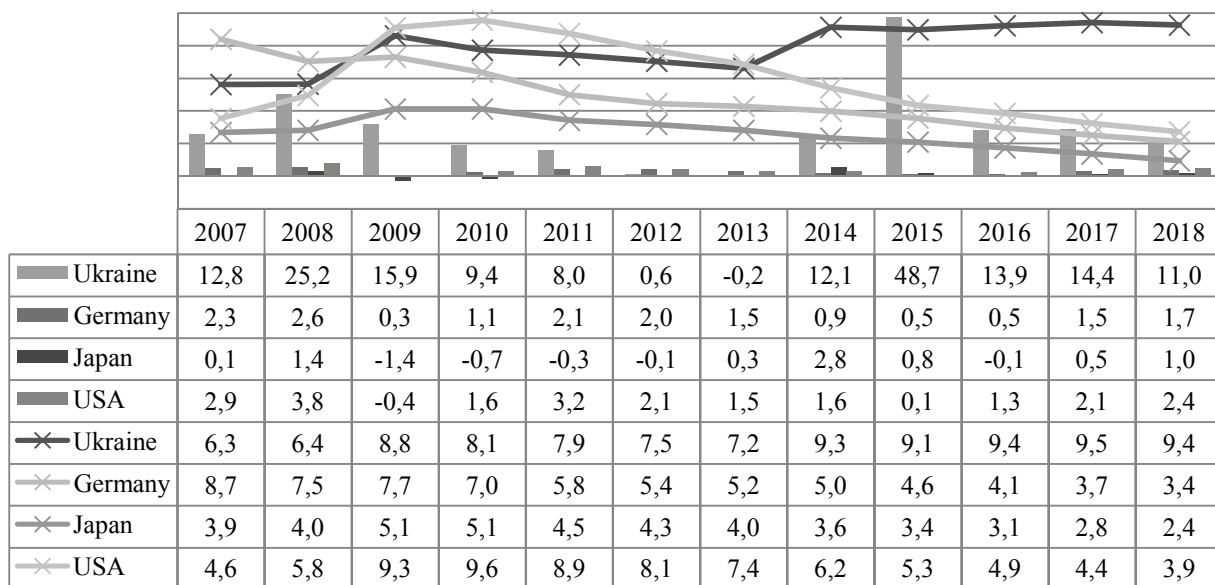 2007 2008 2009 2010 2011 2012 2013 2014 2015 2016 2017 2018
Ukraine 12,8 25,2 15,9 9,4 8,0 0,6 -0,2 12,1 48,7 13,9 14,4 11,0
Germany 2,3 2,6 0,3 1,1 2,1 2,0 1,5 0,9 0,5 0,5 1,5 1,7
Japan 0,1 1,4 -1,4 -0,7 -0,3 -0,1 0,3 2,8 0,8 -0,1 0,5 1,0
USA 2,9 3,8 -0,4 1,6 3,2 2,1 1,5 1,6 0,1 1,3 2,1 2,4
Ukraine 6,3 6,4 8,8 8,1 7,9 7,5 7,2 9,3 9,1 9,4 9,5 9,4
Germany 8,7 7,5 7,7 7,0 5,8 5,4 5,2 5,0 4,6 4,1 3,7 3,4
Japan 3,9 4,0 5,1 5,1 4,5 4,3 4,0 3,6 3,4 3,1 2,8 2,4
USA 4,6 5,8 9,3 9,6 8,9 8,1 7,4 6,2 5,3 4,9 4,4 3,9